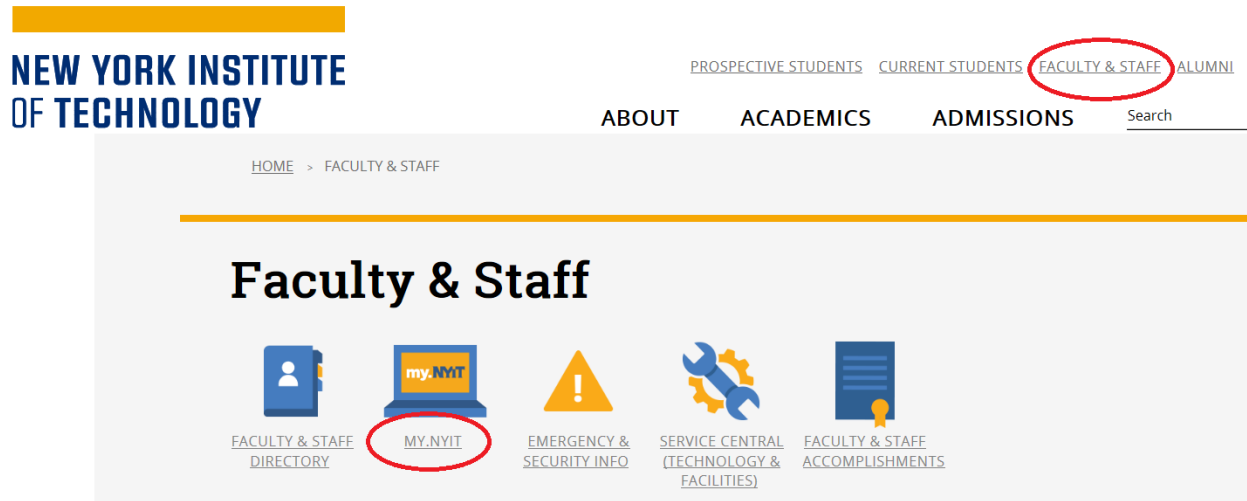 NEW YORK INSTITUTE
OF TECHNOLOGY
PROSPECTIVE STUDENTS CURRENT STUDENTS FACULTY & STAFF ALUMNI
ABOUT ACADEMICS ADMISSIONS Search
HOME > FACULTY & STAFF
Faculty & Staff
my.NYIT
FACULTY & STAFF
DIRECTORY
MY.NYIT
EMERGENCY &
SECURITY INFO
SERVICE CENTRAL
(TECHNOLOGY &
FACILITIES)
FACULTY & STAFF
ACCOMPLISHMENTS